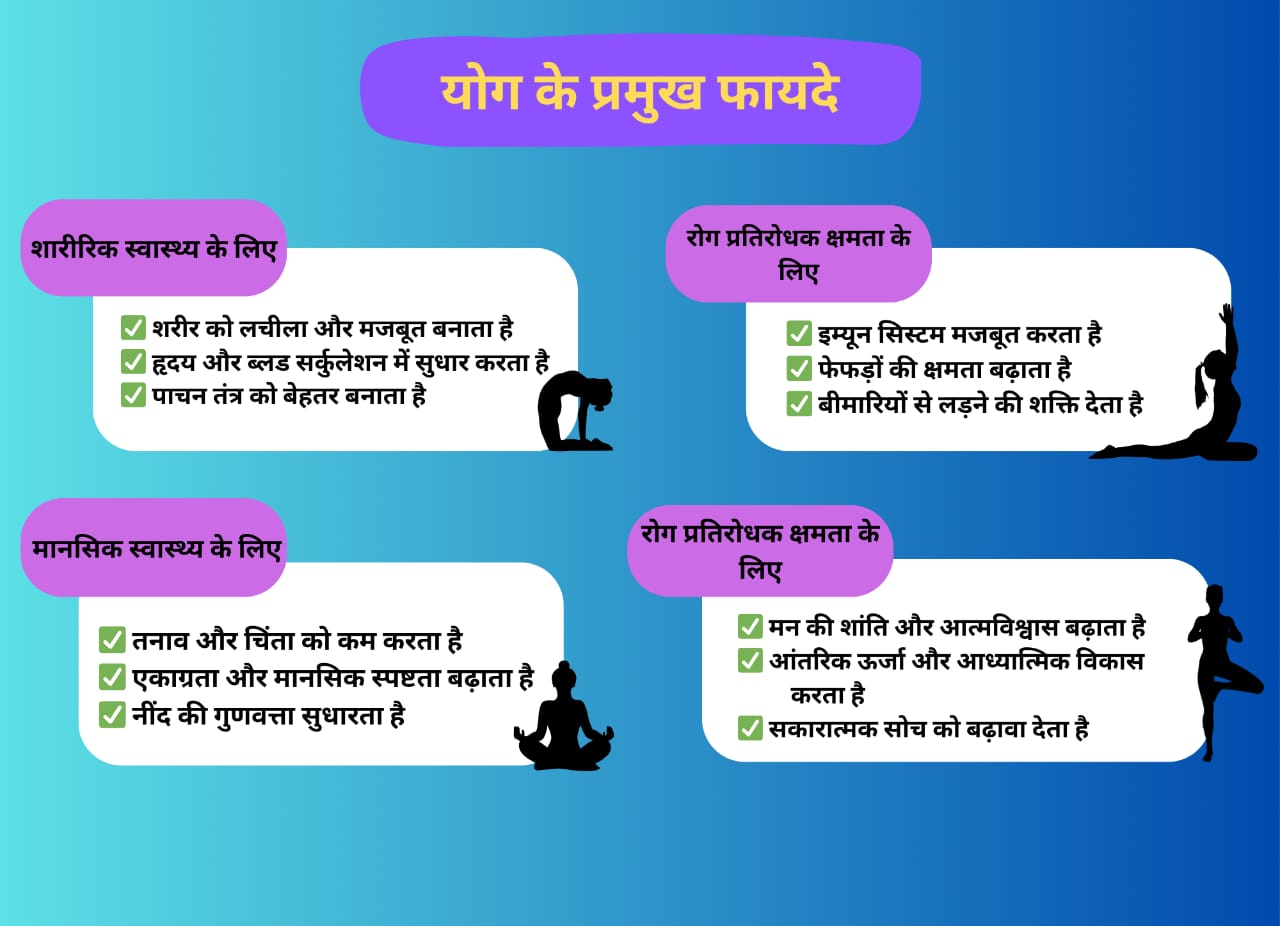 योग के प्रमुख फायदे
शारीरिक स्वास्थ्य के लिए
✅ शरीर को लचीला और मजबूत बनाता है
✅ हृदय और ब्लड सर्कुलेशन में सुधार करता है
✅ पाचन तंत्र को बेहतर बनाता है
रोग प्रतिरोधक क्षमता के
लिए
✅ इम्यून सिस्टम मजबूत करता है
✅ फेफड़ों की क्षमता बढ़ाता है
✅ बीमारियों से लड़ने की शक्ति देता है
मानसिक स्वास्थ्य के लिए
✅ तनाव और चिंता को कम करता है
✅ एकाग्रता और मानसिक स्पष्टता बढ़ाता है
✅ नींद की गुणवत्ता सुधारता है
रोग प्रतिरोधक क्षमता के
लिए
✅ मन की शांति और आत्मविश्वास बढ़ाता है
✅ आंतरिक ऊर्जा और आध्यात्मिक विकास
करता है
✅ सकारात्मक सोच को बढ़ावा देता है